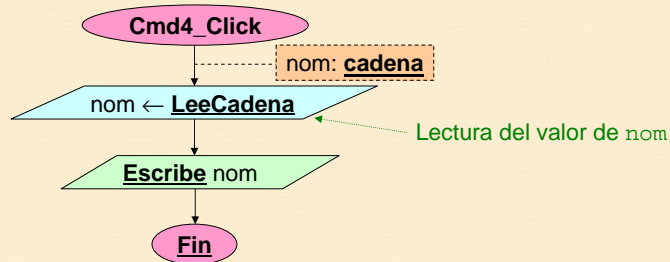 Cmd4_Click
nom: cadena
nom ← LeeCadena
Lectura del valor de nom
Escribe nom
Fin